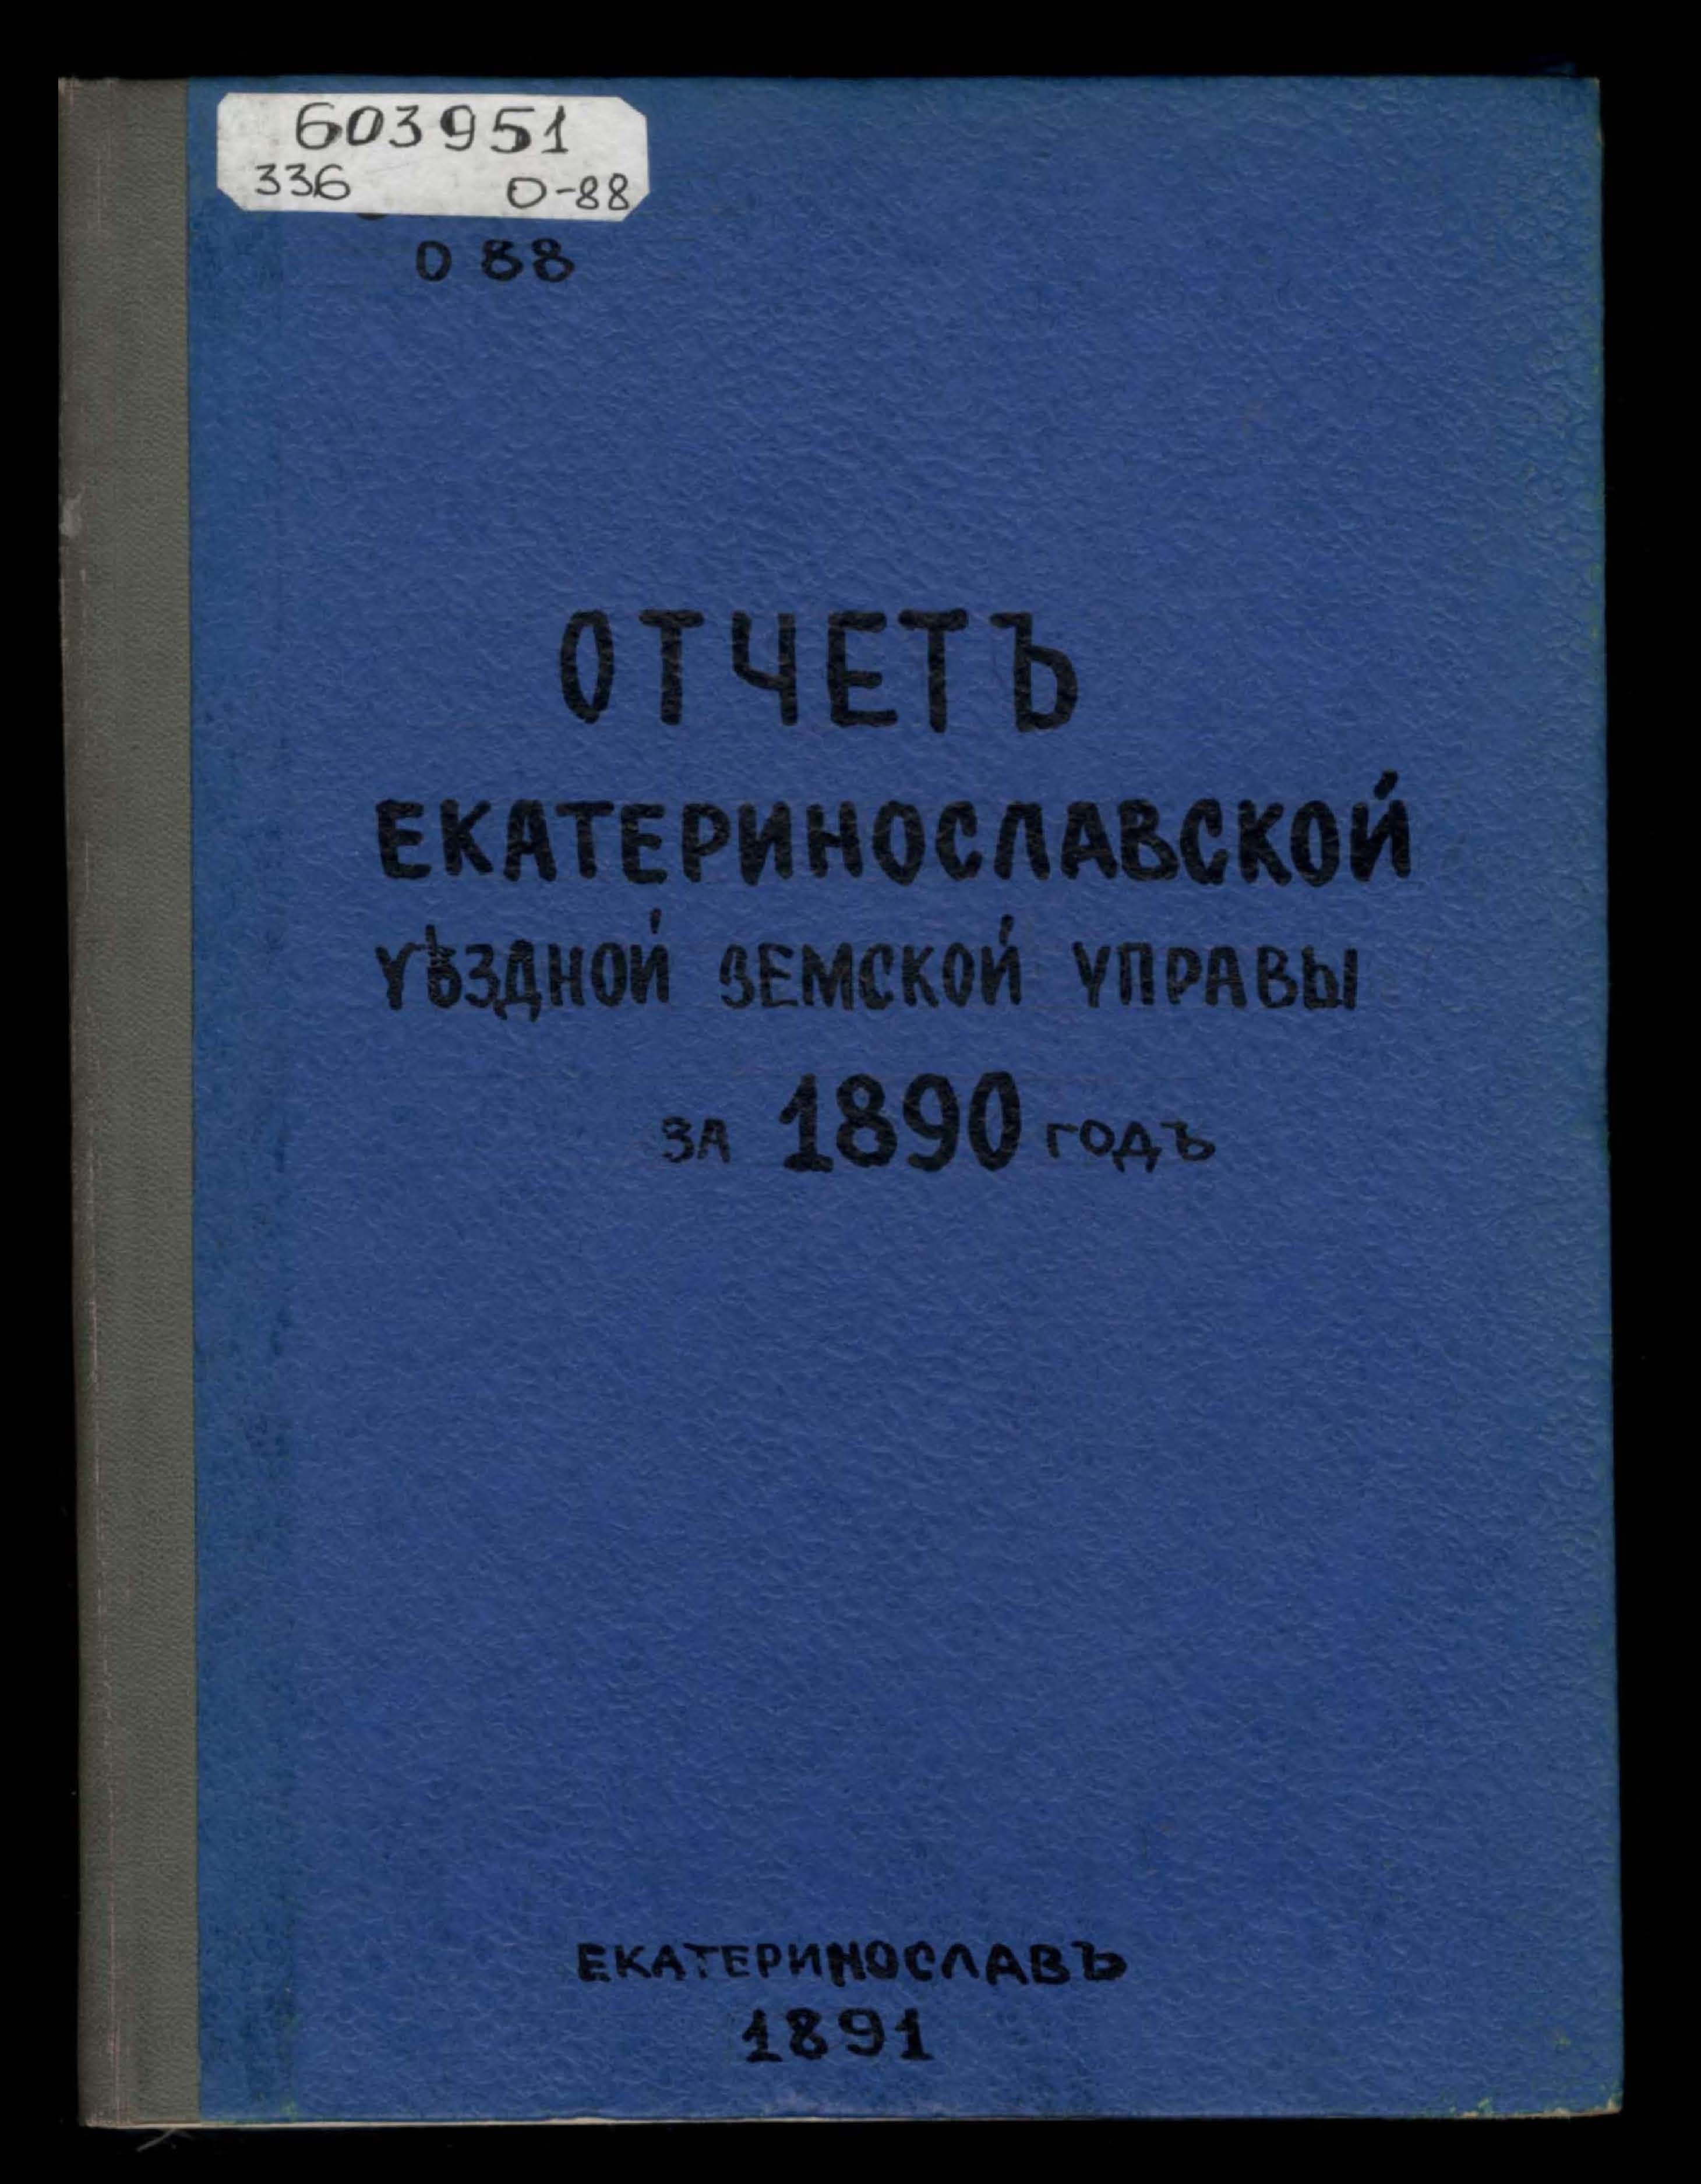 603951
336 О-88
О 88
ОТЧЕТЪ
ЕКАТЕРИНОСЛАВСКОЙ
УѢЗДНОЙ ЗЕМСКОЙ УПРАВЫ
ЗА 1890 ГОДЪ
ЕКАТЕРИНОСЛАВЪ
1891